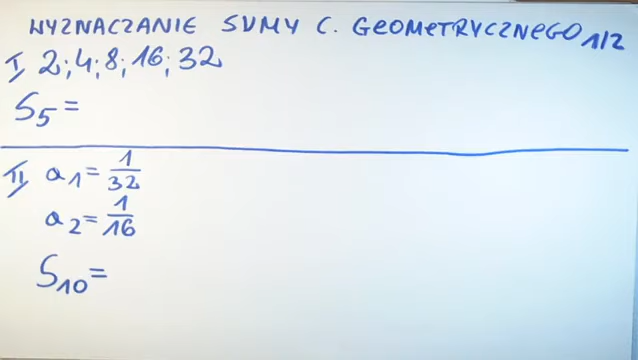 WYZNACZANIE SUMY C. GEOMETRYCZNEGO 1/2
I) 2; 4; 8; 16; 32
S₅ =
II) a₁ = 1/32
a₂ = 1/16
S₁₀ =